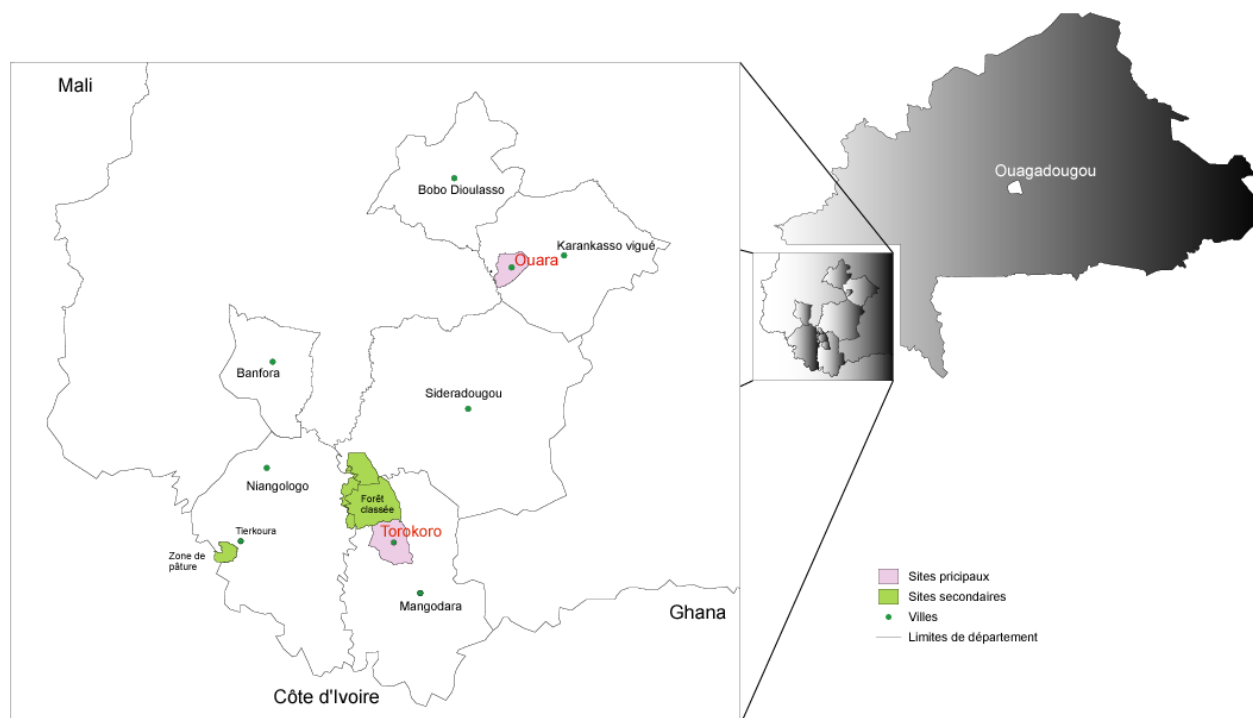 Mali
Bobo Dioulasso
Ouara
Karankasso vigué
Banfora
Sideradougou
Niangologo
Forêt
classée
Tierkoura
Torokoro
Zone de
pâture
Mangodara
Ghana
Côte d'Ivoire
Ouagadougou
Sites pricipaux
Sites secondaires
Villes
Limites de département